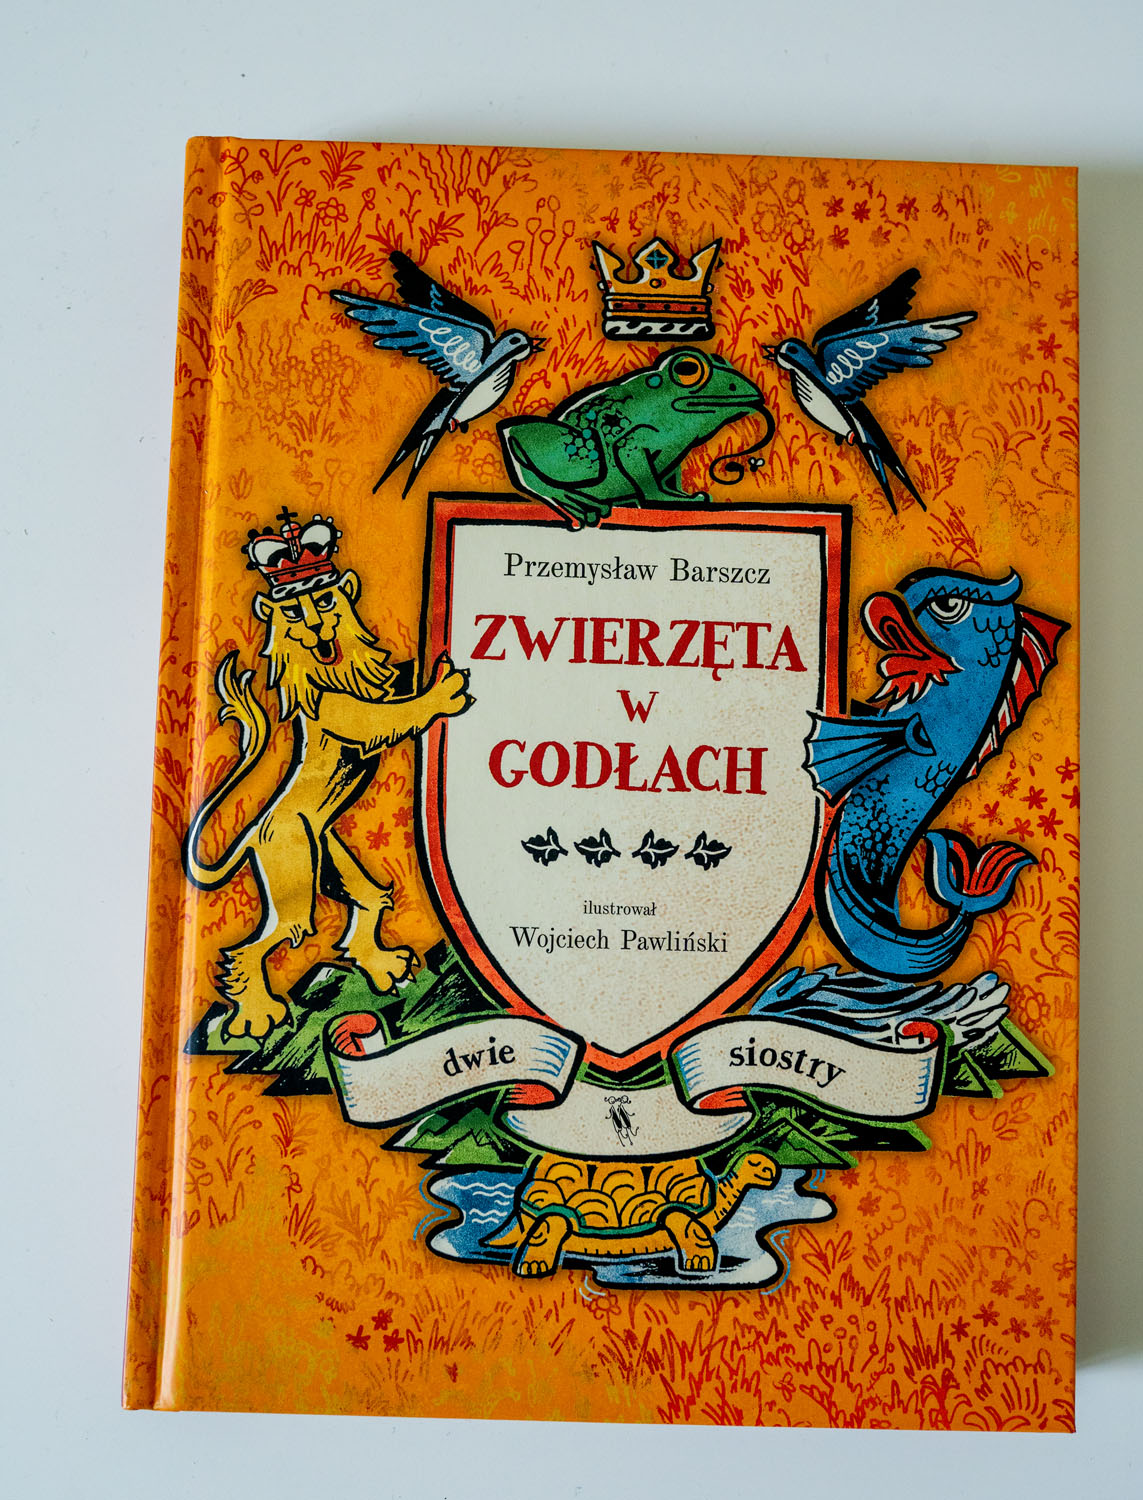 Przemysław Barszcz
ZWIERZĘTA
W
GODŁACH
ilustrował
Wojciech Pawliński
dwie siostry